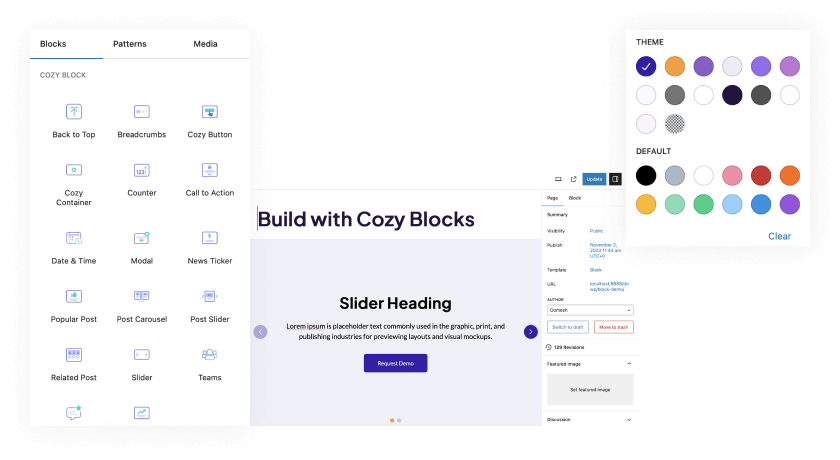 Blocks Patterns Media
COZY BLOCK
Back to Top Breadcrumbs Cozy Button
Cozy Container Counter Call to Action
Date & Time Modal News Ticker
Popular Post Post Carousel Post Slider
Related Post Slider Teams
Update
Build with Cozy Blocks
Slider Heading
Lorem ipsum is placeholder text commonly used in the graphic, print, and
publishing industries for previewing layouts and visual mockups.
Request Demo
Page Block
Summary
Visibility Public
Publish November 2,
2023 11:44 am
UTC+0
Template Blank
URL localhost:8888/de
wp/block-demo/
AUTHOR
Switch to draft Move to trash
129 Revisions
Featured image
Set featured image
Discussion
THEME
DEFAULT
Clear